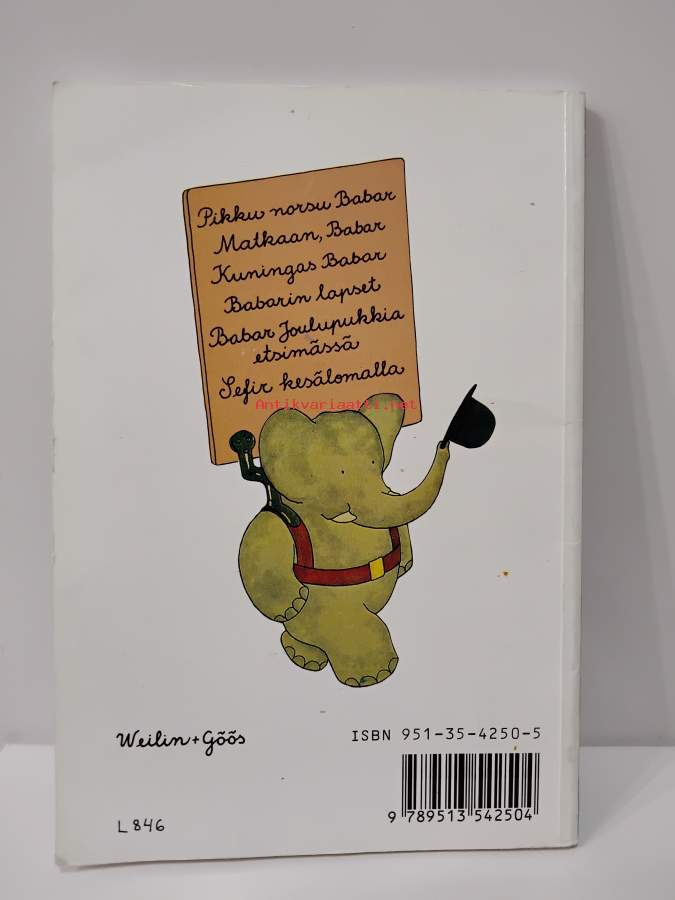 Pikku norsu Babar
Matkaan, Babar
Kuningas Babar
Babarin lapset
Babar Joulupukkia
etsimässä
Sefir kesälomalla
Antikvariaatti.net
Weilin+Göös
ISBN 951-35-4250-5
9 789513 542504
L 846